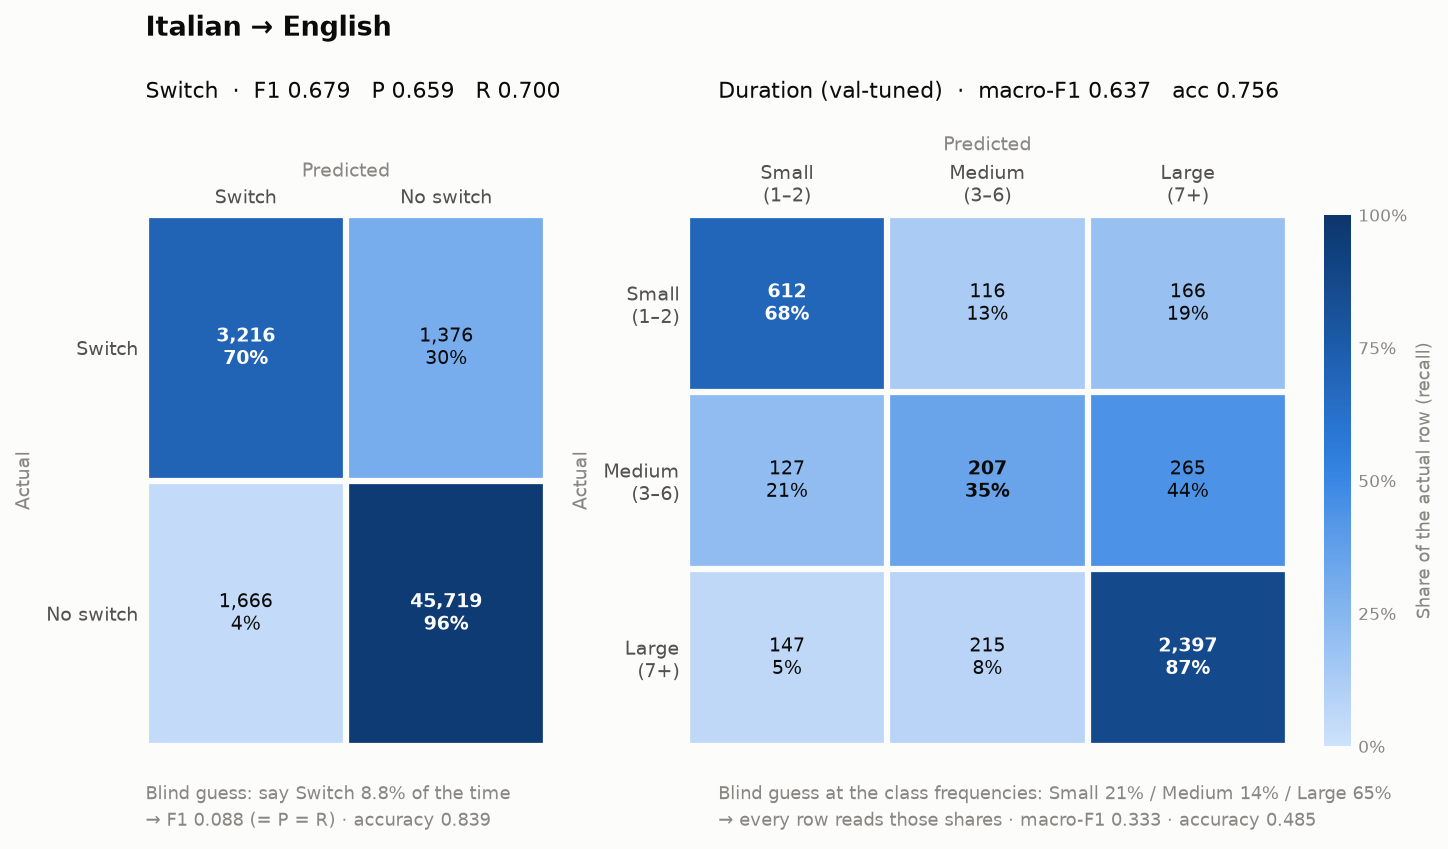 Italian → English
Switch · F1 0.679 P 0.659 R 0.700
Predicted
Switch No switch
Actual
Switch
3,216
70%
1,376
30%
No switch
1,666
4%
45,719
96%
Blind guess: say Switch 8.8% of the time
→ F1 0.088 (= P = R) · accuracy 0.839
Duration (val-tuned) · macro-F1 0.637 acc 0.756
Predicted
Small
(1–2)
Medium
(3–6)
Large
(7+)
Actual
Small
(1–2)
612
68%
116
13%
166
19%
Medium
(3–6)
127
21%
207
35%
265
44%
Large
(7+)
147
5%
215
8%
2,397
87%
100%
75%
50%
25%
0%
Share of the actual row (recall)
Blind guess at the class frequencies: Small 21% / Medium 14% / Large 65%
→ every row reads those shares · macro-F1 0.333 · accuracy 0.485